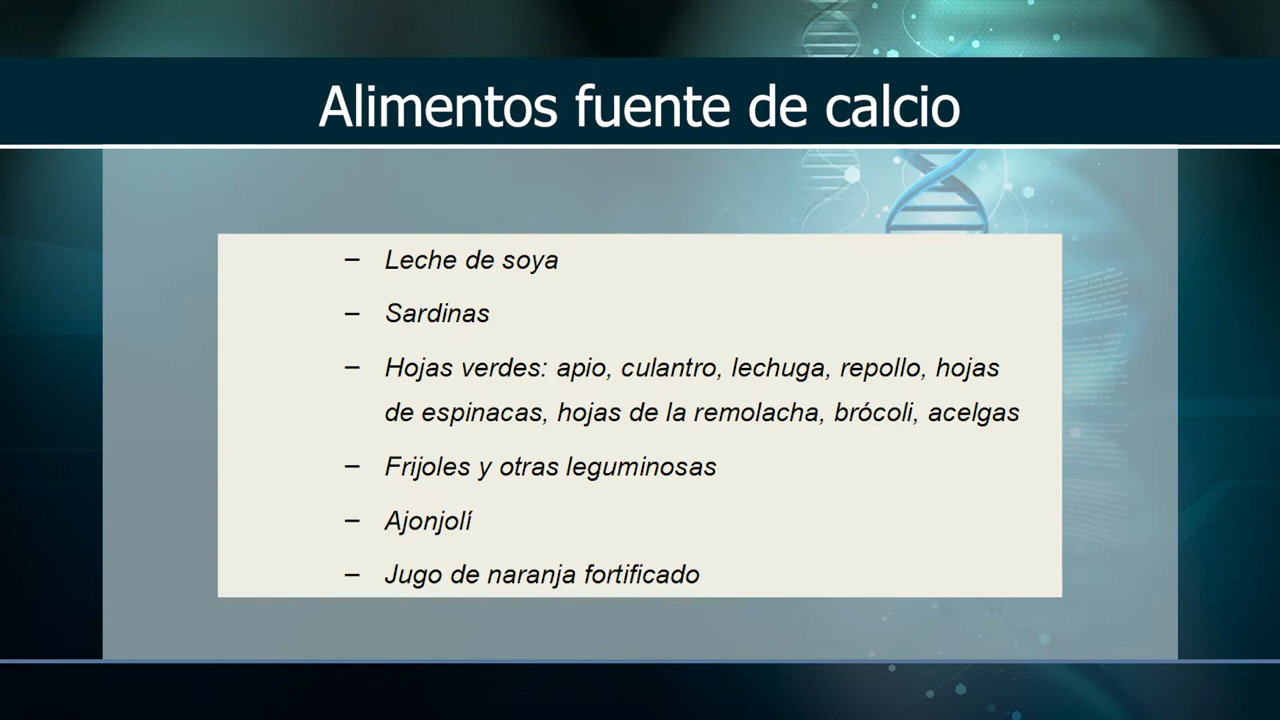 Alimentos fuente de calcio
– Leche de soya
– Sardinas
– Hojas verdes: apio, culantro, lechuga, repollo, hojas
de espinacas, hojas de la remolacha, brócoli, acelgas
– Frijoles y otras leguminosas
– Ajonjolí
– Jugo de naranja fortificado